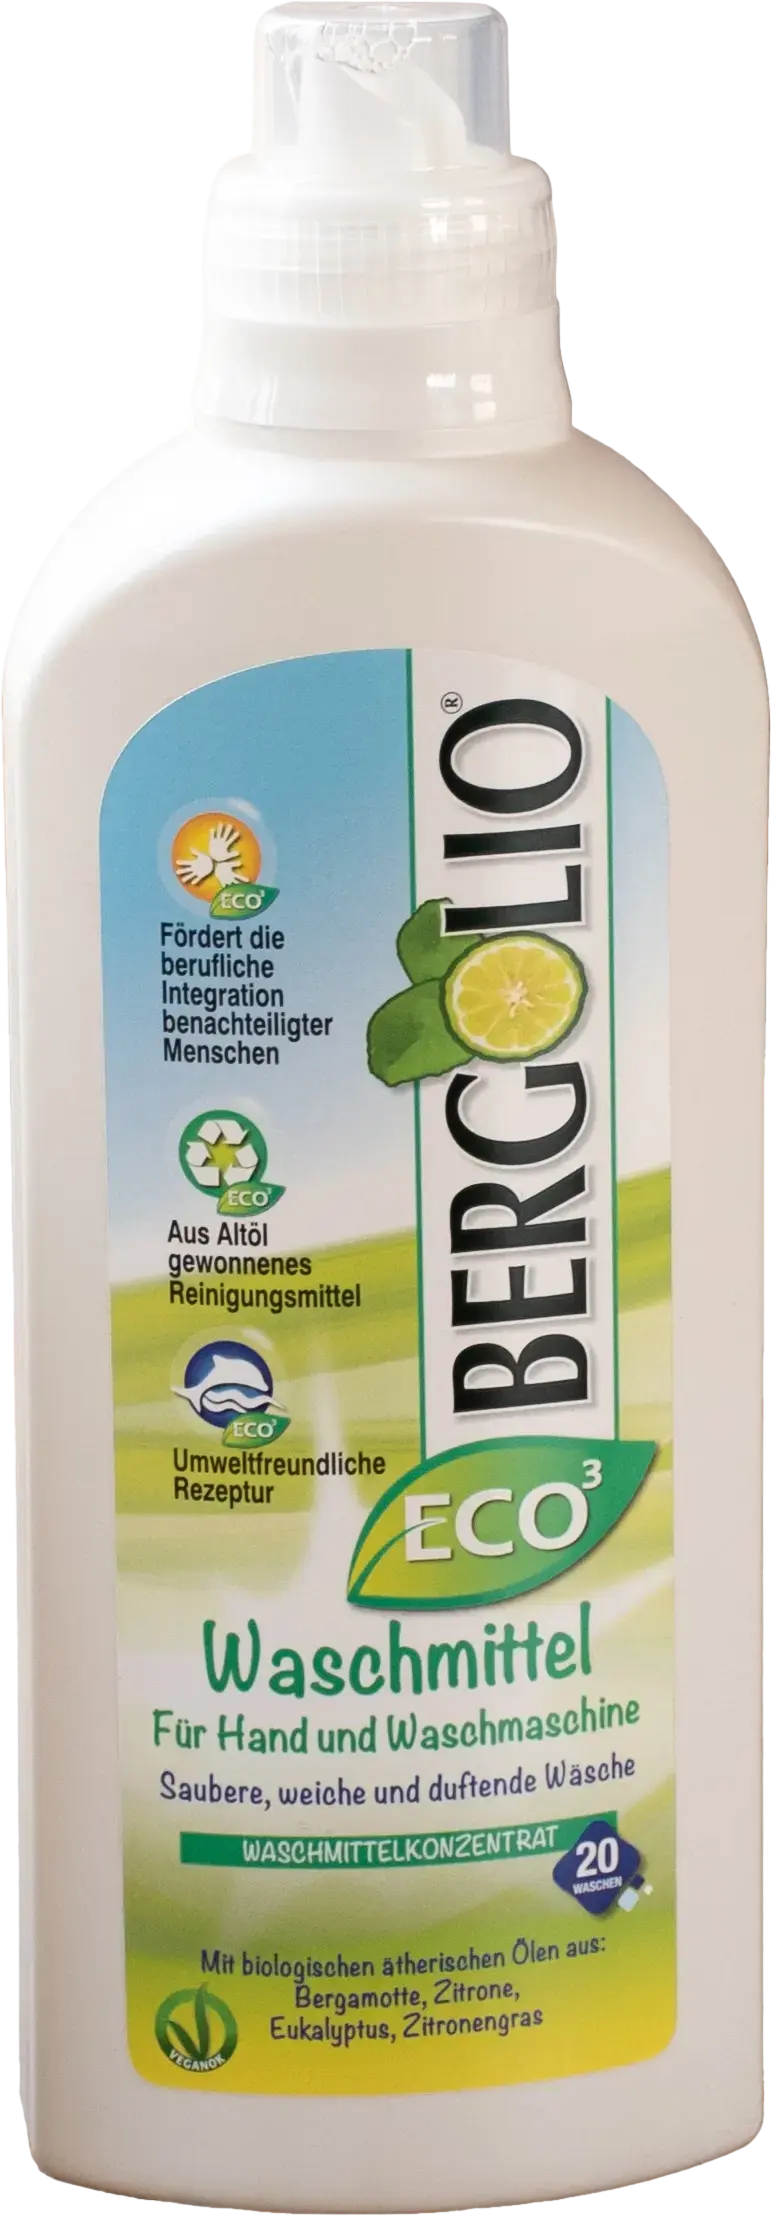 BERGOLIO®
ECO³
Fördert die
berufliche
Integration
benachteiligter
Menschen
ECO³
Aus Altöl
gewonnenes
Reinigungsmittel
ECO³
Umweltfreundliche
Rezeptur
ECO³
Waschmittel
Für Hand und Waschmaschine
Saubere, weiche und duftende Wäsche
WASCHMITTELKONZENTRAT
20
WASCHEN
Mit biologischen ätherischen Ölen aus:
Bergamotte, Zitrone,
Eukalyptus, Zitronengras
VEGANOK